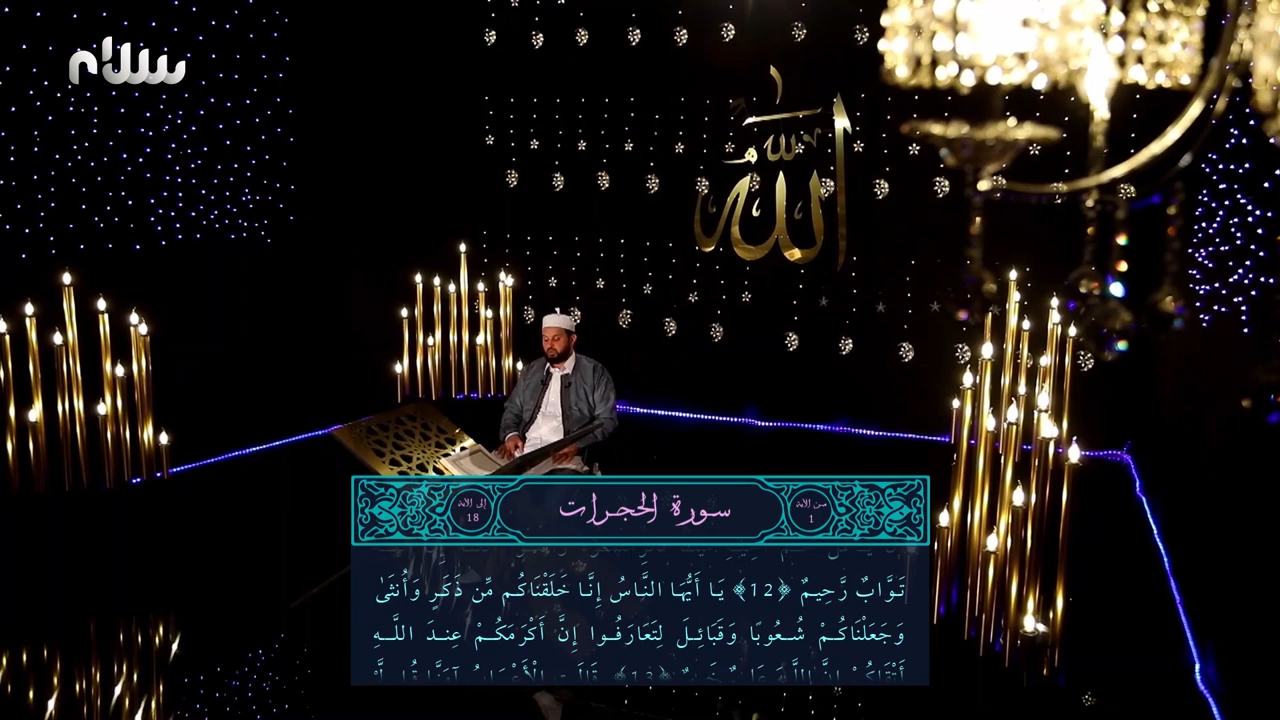 سلام
الله
سورة الحجرات
من الآية
1
إلى الآية
18
تَوَّابٌ رَّحِيمٌ ﴿12﴾ يَا أَيُّهَا النَّاسُ إِنَّا خَلَقْنَاكُم مِّن ذَكَرٍ وَأُنثَىٰ
وَجَعَلْنَاكُمْ شُعُوبًا وَقَبَائِلَ لِتَعَارَفُوا إِنَّ أَكْرَمَكُمْ عِندَ اللَّهِ